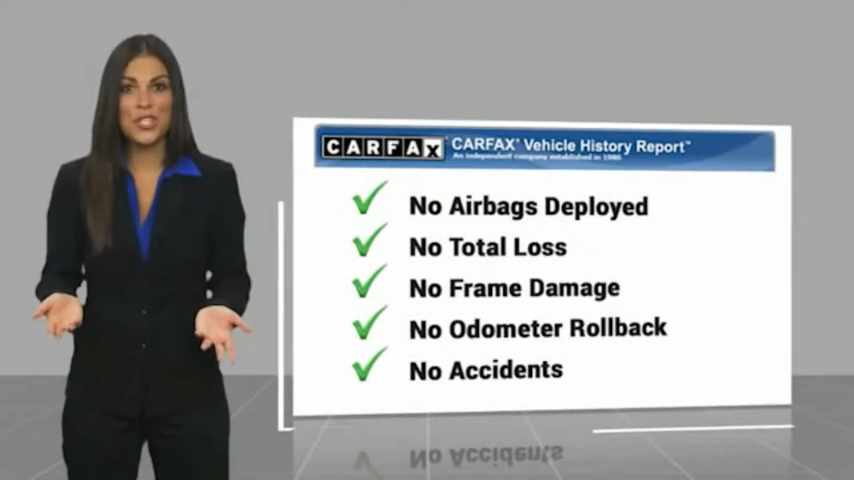 CARFAX CARFAX® Vehicle History Report™
An independent company established in 1986
No Airbags Deployed
No Total Loss
No Frame Damage
No Odometer Rollback
No Accidents
No Accidents